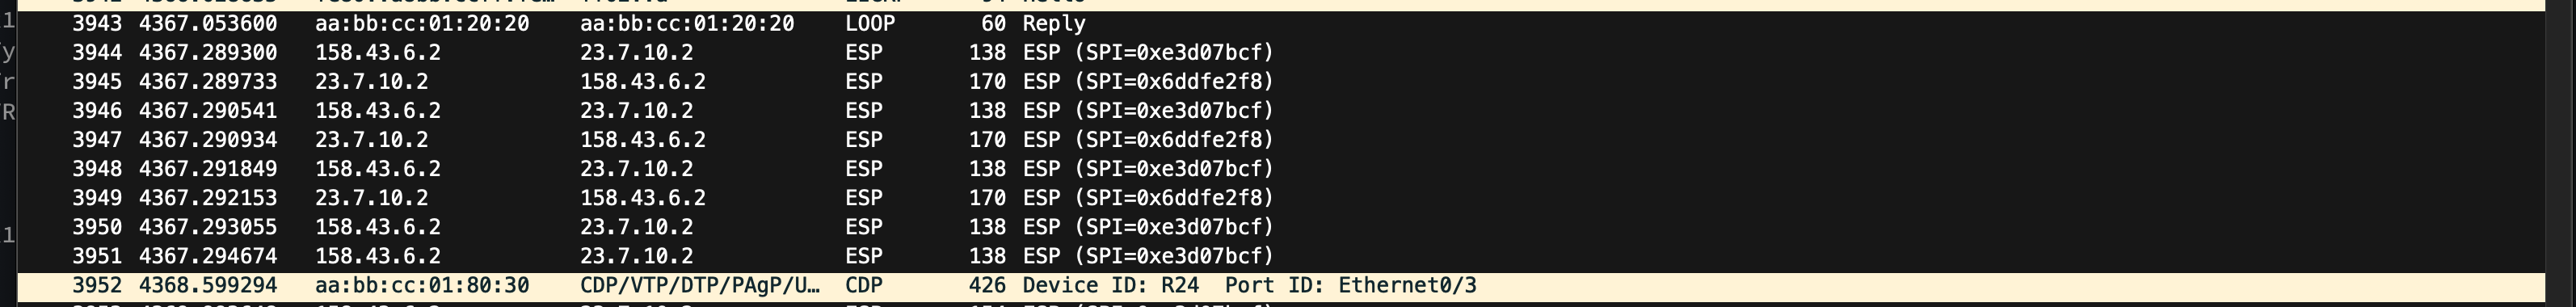 3943 4367.053600 aa:bb:cc:01:20:20 aa:bb:cc:01:20:20 LOOP 60 Reply
3944 4367.289300 158.43.6.2 23.7.10.2 ESP 138 ESP (SPI=0xe3d07bcf)
3945 4367.289733 23.7.10.2 158.43.6.2 ESP 170 ESP (SPI=0x6ddfe2f8)
3946 4367.290541 158.43.6.2 23.7.10.2 ESP 138 ESP (SPI=0xe3d07bcf)
3947 4367.290934 23.7.10.2 158.43.6.2 ESP 170 ESP (SPI=0x6ddfe2f8)
3948 4367.291849 158.43.6.2 23.7.10.2 ESP 138 ESP (SPI=0xe3d07bcf)
3949 4367.292153 23.7.10.2 158.43.6.2 ESP 170 ESP (SPI=0x6ddfe2f8)
3950 4367.293055 158.43.6.2 23.7.10.2 ESP 138 ESP (SPI=0xe3d07bcf)
3951 4367.294674 158.43.6.2 23.7.10.2 ESP 138 ESP (SPI=0xe3d07bcf)
3952 4368.599294 aa:bb:cc:01:80:30 CDP/VTP/DTP/PAgP/U… CDP 426 Device ID: R24 Port ID: Ethernet0/3